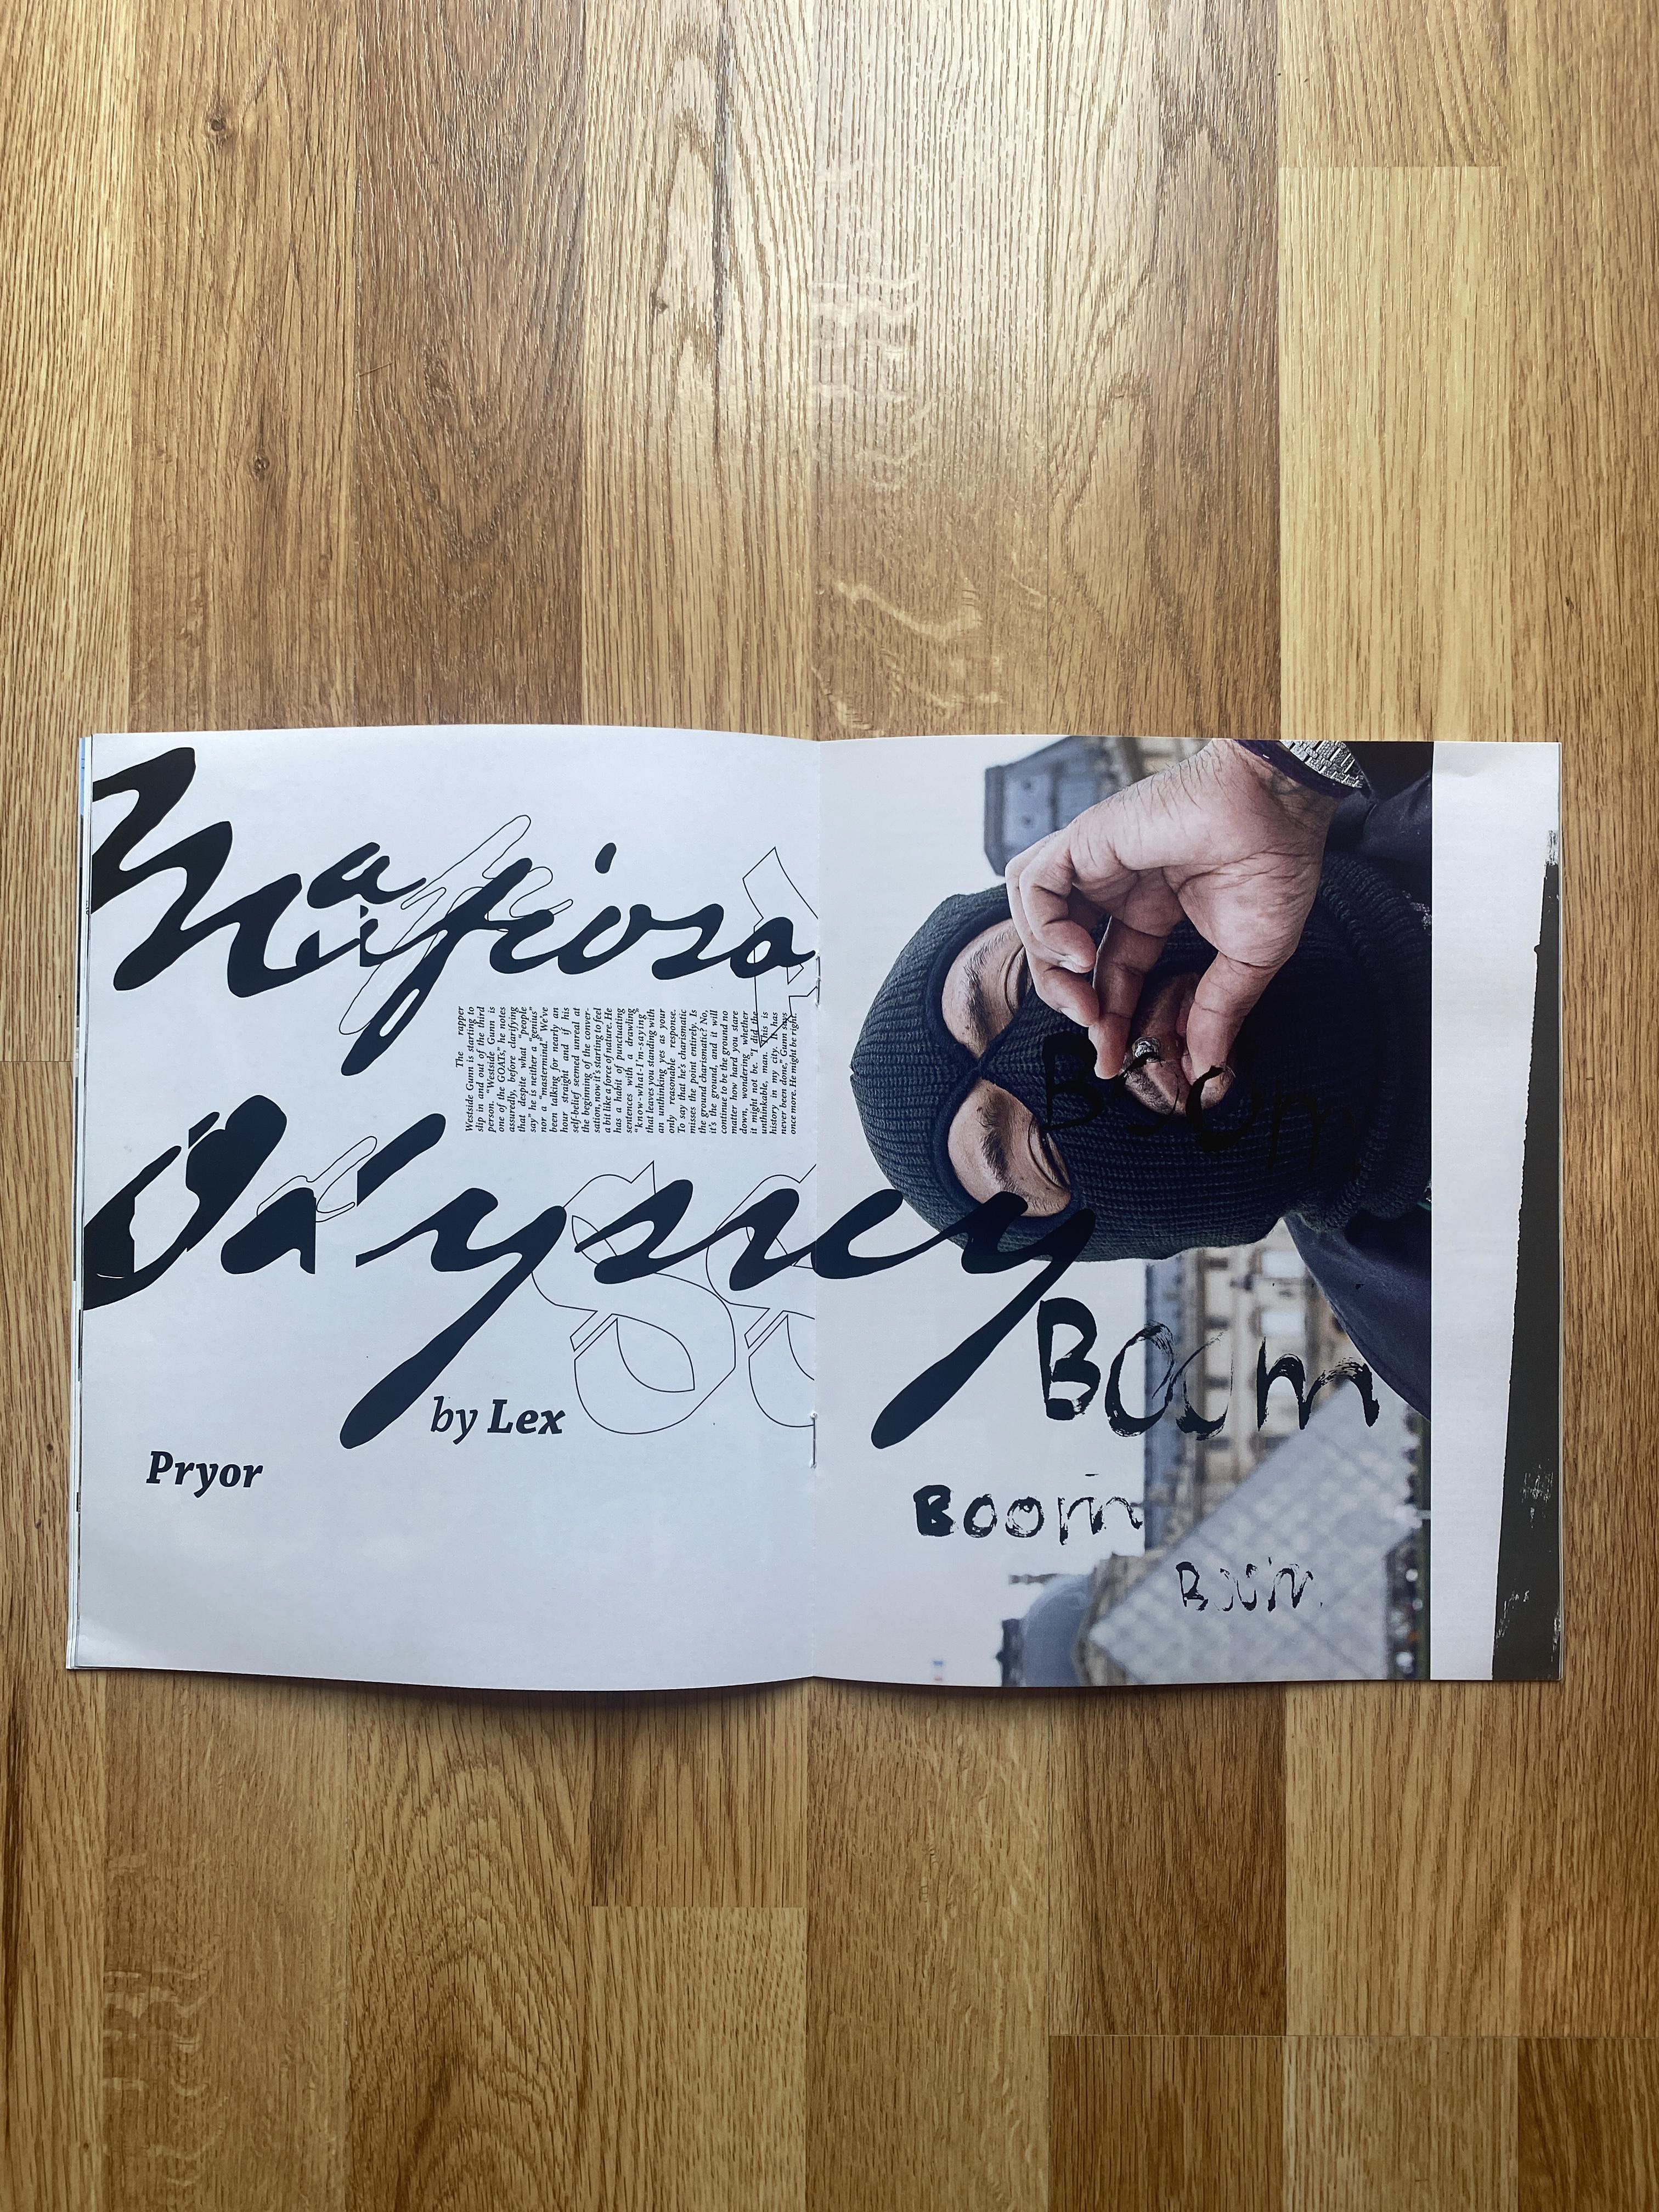 Mafioso
The rapper
Westside Gunn is starting to
slip in and out of the third
person. "Westside Gunn is
one of the GOATs," he notes
assuredly, before clarifying
that despite what "people
say" he is neither a "genius"
nor a "mastermind." We've
been talking for nearly an
hour straight and if his
self-belief seemed unreal at
the beginning of the conver-
sation, now it's starting to feel
a bit like a force of nature. He
has a habit of punctuating
sentences with a drawling
"know-what-I'm-saying"
that leaves you standing with
an unthinking yes as your
only reasonable response.
To say that he's charismatic
misses the point entirely. Is
the ground charismatic? No,
it's the ground, and it will
continue to be the ground no
matter how hard you stare
down, wondering whether
it might not be. "I did the
unthinkable, man. This is
history in my city. It has
never been done," Gunn says
once more. He might be right.
Odyssey
by Lex
Pryor
Boom
Boom
Boom
Boom